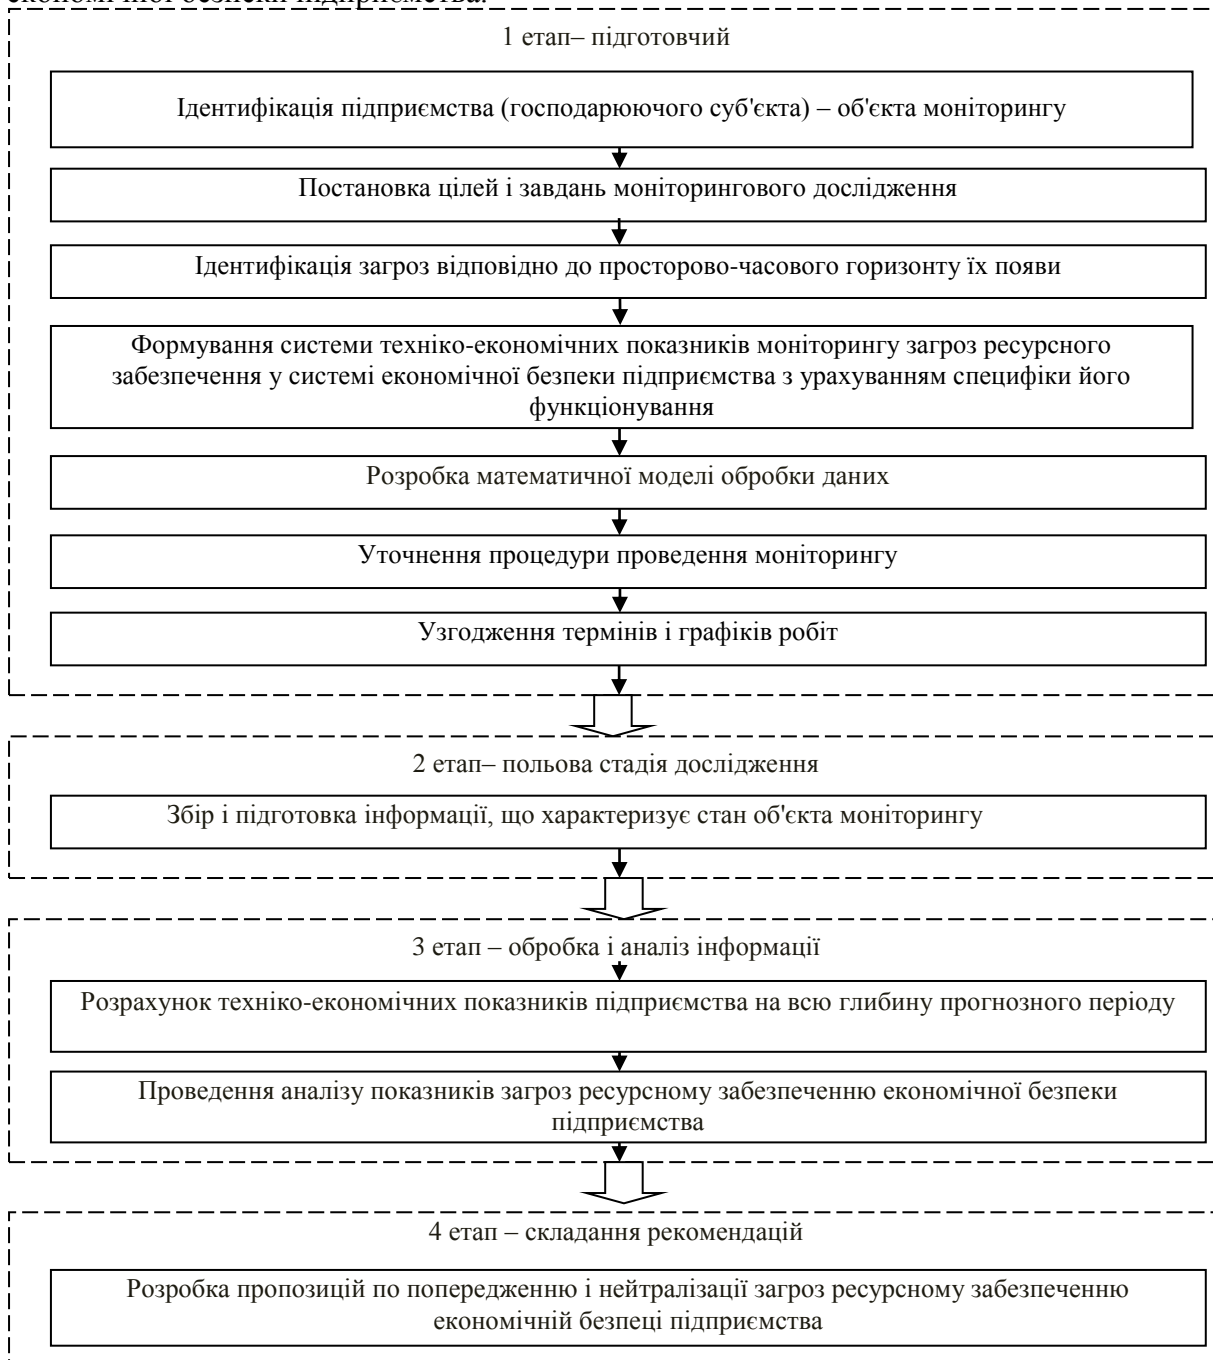 економічної безпеки підприємства.
1 етап– підготовчий
Ідентифікація підприємства (господарюючого суб'єкта) – об'єкта моніторингу
Постановка цілей і завдань моніторингового дослідження
Ідентифікація загроз відповідно до просторово-часового горизонту їх появи
Формування системи техніко-економічних показників моніторингу загроз ресурсного
забезпечення у системі економічної безпеки підприємства з урахуванням специфіки його
функціонування
Розробка математичної моделі обробки даних
Уточнення процедури проведення моніторингу
Узгодження термінів і графіків робіт
2 етап– польова стадія дослідження
Збір і підготовка інформації, що характеризує стан об'єкта моніторингу
3 етап – обробка і аналіз інформації
Розрахунок техніко-економічних показників підприємства на всю глибину прогнозного періоду
Проведення аналізу показників загроз ресурсному забезпеченню економічної безпеки
підприємства
4 етап – складання рекомендацій
Розробка пропозицій по попередженню і нейтралізації загроз ресурсному забезпеченню
економічній безпеці підприємства